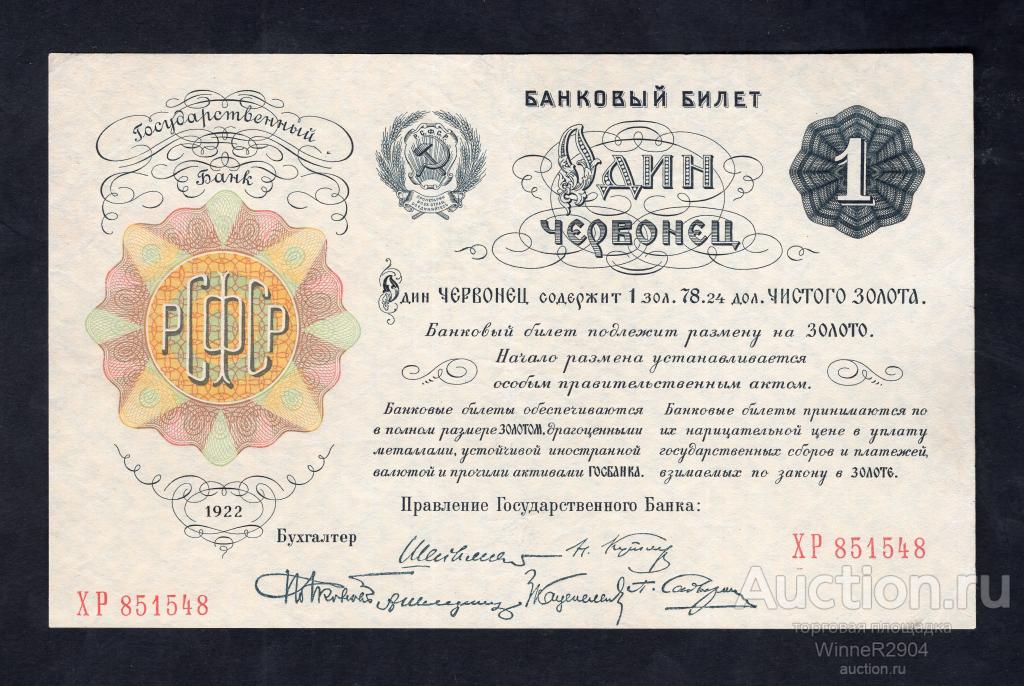 Государственный
Банк
РСФСР
БАНКОВЫЙ БИЛЕТ
ОДИН
ЧЕРВОНЕЦ
1
Один ЧЕРВОНЕЦ содержит 1 зол. 78.24 дол. ЧИСТОГО ЗОЛОТА.
Банковый билет подлежит размену на ЗОЛОТО.
Начало размена устанавливается
особым правительственным актом.
Банковые билеты обеспечиваются
в полном размере ЗОЛОТОМ, драгоценными
металлами, устойчивой иностранной
валютой и прочими активами ГОСБАНКА.
Банковые билеты принимаются по
их нарицательной цене в уплату
государственных сборов и платежей,
взимаемых по закону в ЗОЛОТЕ.
РСФСР
1922
Правление Государственного Банка:
Бухгалтер
ХР 851548
ХР 851548
Auction.ru
торговая площадка
WinneR2904
auction.ru